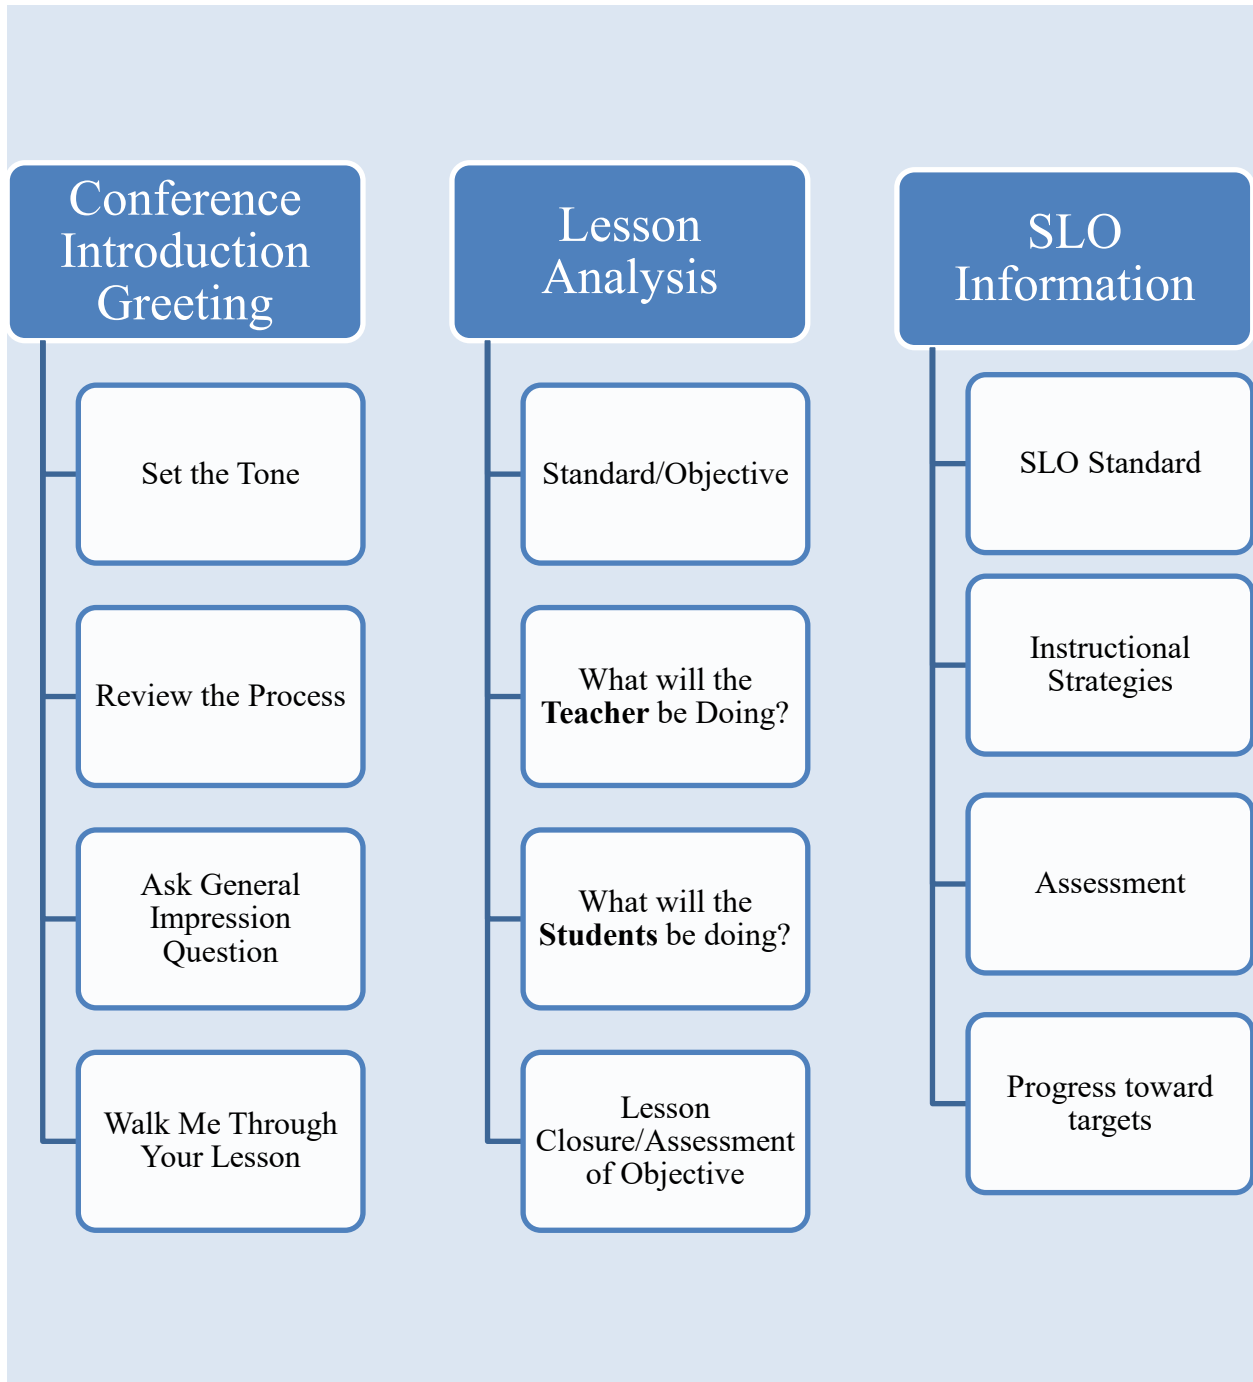 Conference
Introduction
Greeting
Set the Tone
Review the Process
Ask General
Impression
Question
Walk Me Through
Your Lesson
Lesson
Analysis
Standard/Objective
What will the
Teacher be Doing?
What will the
Students be doing?
Lesson
Closure/Assessment
of Objective
SLO
Information
SLO Standard
Instructional
Strategies
Assessment
Progress toward
targets